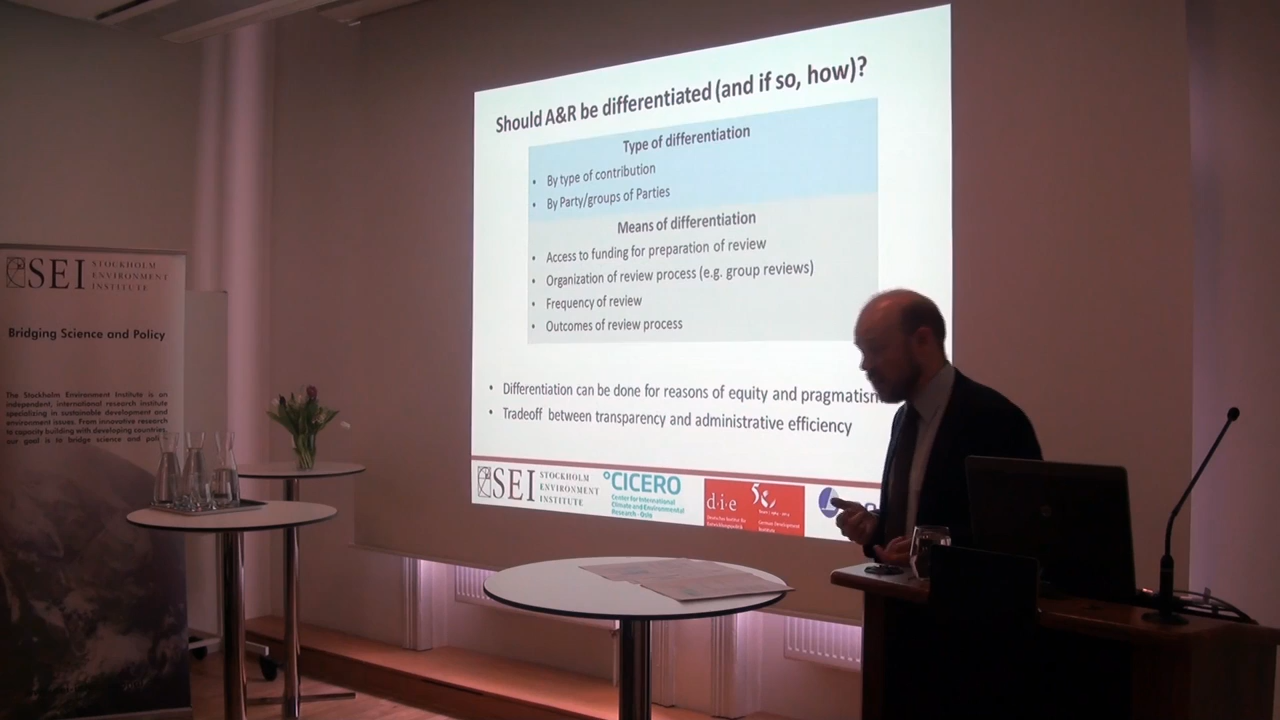 Should A&R be differentiated (and if so, how)?
Type of differentiation
• By type of contribution
• By Party/groups of Parties
Means of differentiation
• Access to funding for preparation of review
• Organization of review process (e.g. group reviews)
• Frequency of review
• Outcomes of review process
• Differentiation can be done for reasons of equity and pragmatism
• Tradeoff between transparency and administrative efficiency
SEI STOCKHOLM
ENVIRONMENT
INSTITUTE
°CICERO
Center for International
Climate and Environmental
Research - Oslo
d·i·e
50
German Development
Institute
SEI STOCKHOLM
ENVIRONMENT
INSTITUTE
Bridging Science and Policy
The Stockholm Environment Institute is an
independent, international research institute
specializing in sustainable development and
environment issues. From innovative research
to capacity building with developing countries,
our goal is to bridge science and